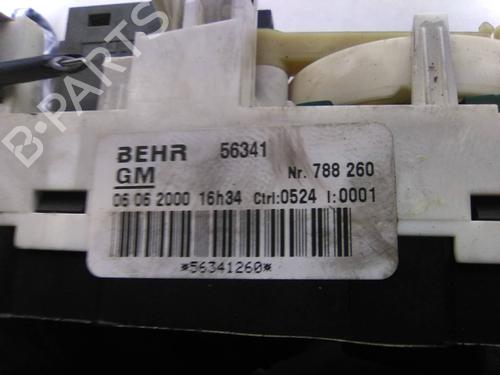 BEHR 56341
GM Nr. 788 260
06 06 2000 16h34 Ctrl:0524 I:0001
*56341260*
B-PARTS